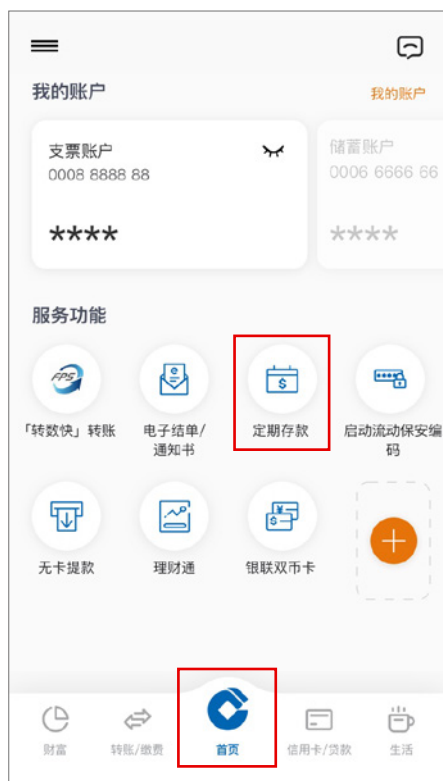 我的账户
我的账户
支票账户
0008 8888 88
****
储蓄账户
0006 6666 66
****
服务功能
FPS
「转数快」转账
电子结单/
通知书
定期存款
启动流动保安编
码
无卡提款
理财通
银联双币卡
财富
转账/缴费
首页
信用卡/贷款
生活